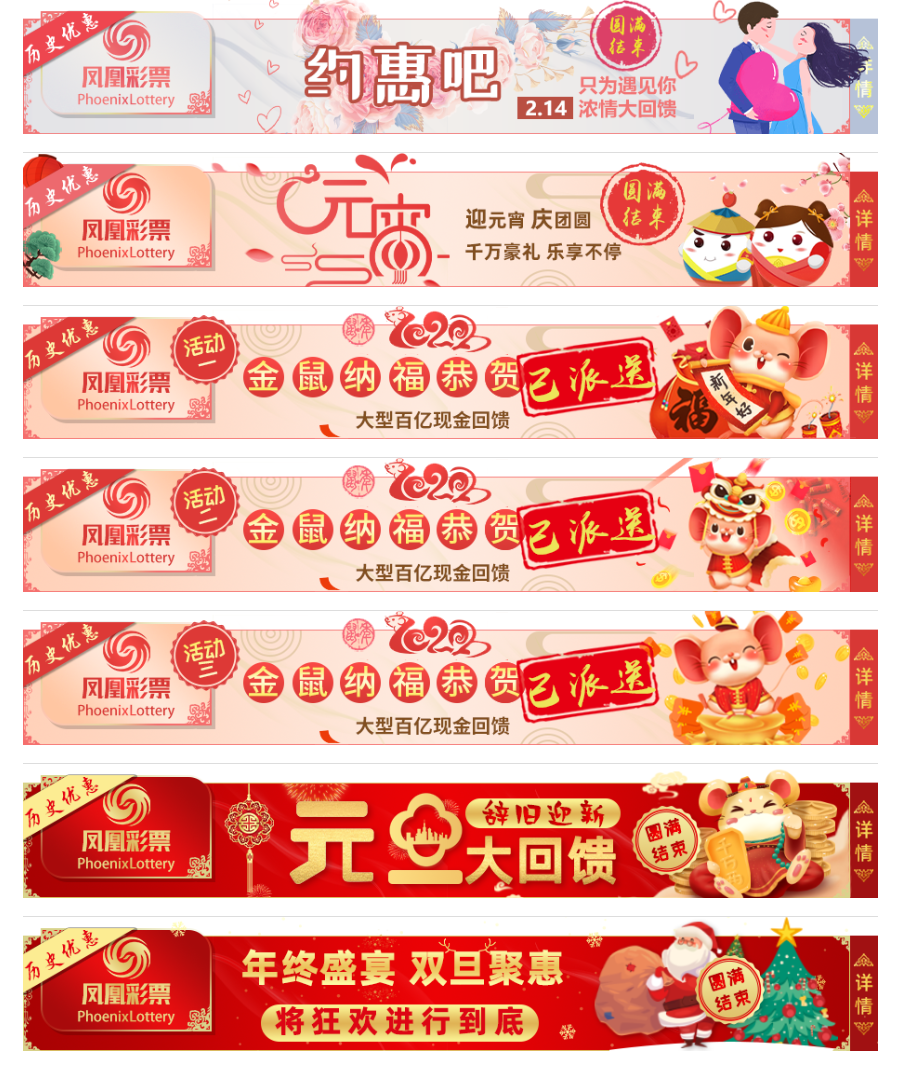 历史优惠
凤凰彩票
PhoenixLottery
约惠吧
2.14
只为遇见你
浓情大回馈
圆满
结束
详情
历史优惠
凤凰彩票
PhoenixLottery
元宵
迎元宵 庆团圆
千万豪礼 乐享不停
圆满
结束
详情
历史优惠
凤凰彩票
PhoenixLottery
活动
一
2020
金鼠纳福恭贺
大型百亿现金回馈
已派送
福
新年好
详情
历史优惠
凤凰彩票
PhoenixLottery
活动
二
2020
金鼠纳福恭贺
大型百亿现金回馈
已派送
详情
历史优惠
凤凰彩票
PhoenixLottery
活动
三
2020
金鼠纳福恭贺
大型百亿现金回馈
已派送
详情
历史优惠
凤凰彩票
PhoenixLottery
元旦
辞旧迎新
大回馈
圆满
结束
详情
历史优惠
凤凰彩票
PhoenixLottery
年终盛宴 双旦聚惠
将狂欢进行到底
圆满
结束
详情